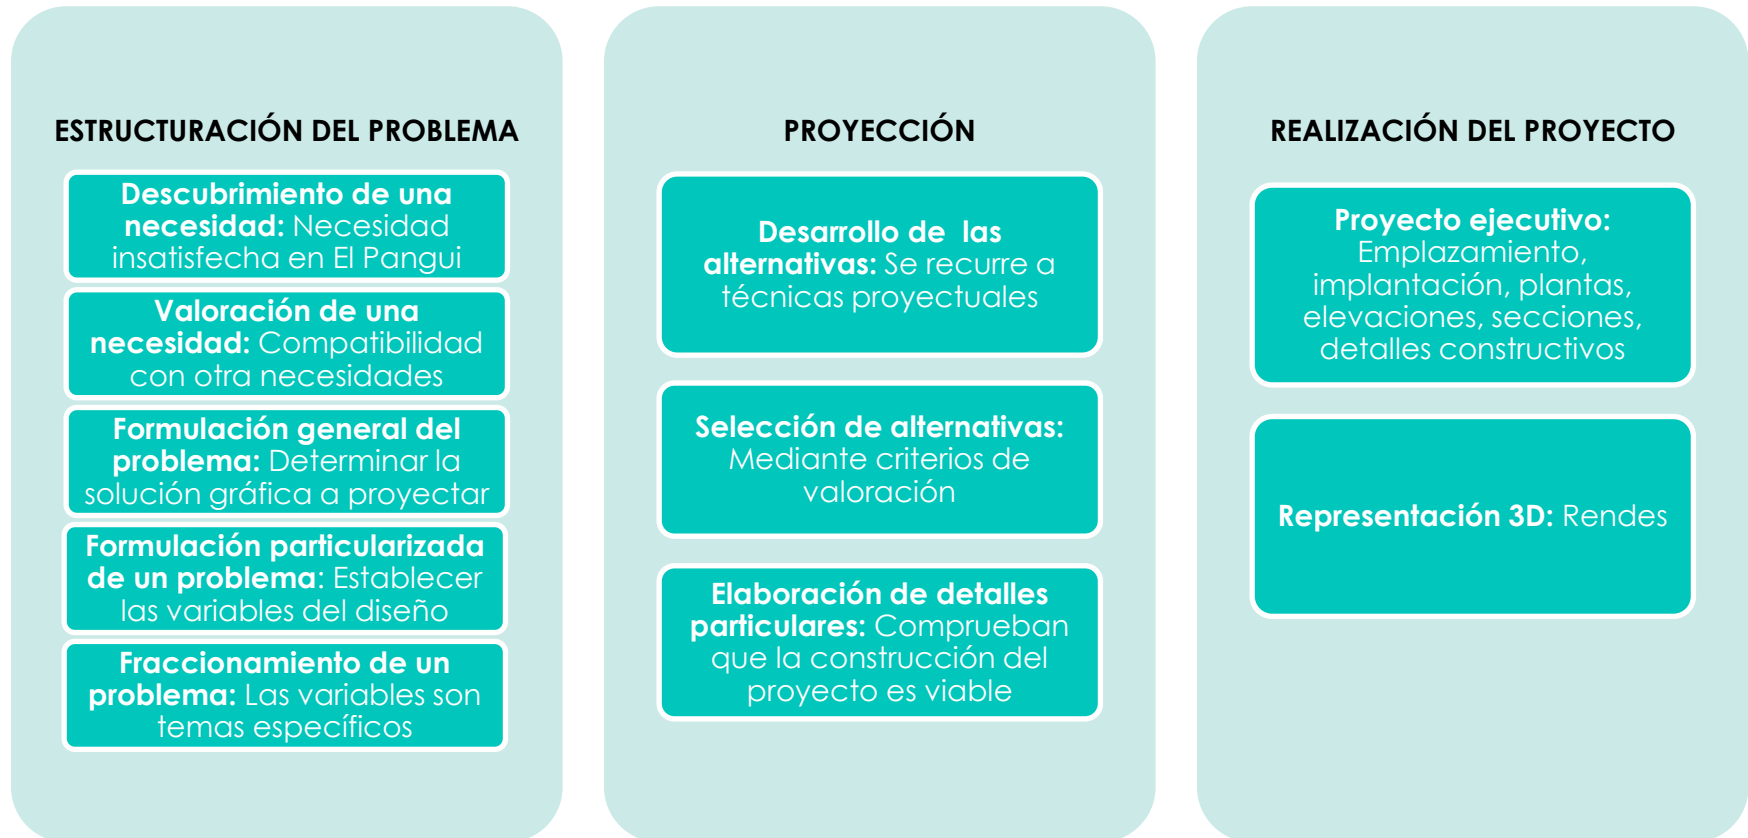 ESTRUCTURACIÓN DEL PROBLEMA
Descubrimiento de una
necesidad: Necesidad
insatisfecha en El Pangui
Valoración de una
necesidad: Compatibilidad
con otra necesidades
Formulación general del
problema: Determinar la
solución gráfica a proyectar
Formulación particularizada
de un problema: Establecer
las variables del diseño
Fraccionamiento de un
problema: Las variables son
temas específicos
PROYECCIÓN
Desarrollo de las
alternativas: Se recurre a
técnicas proyectuales
Selección de alternativas:
Mediante criterios de
valoración
Elaboración de detalles
particulares: Comprueban
que la construcción del
proyecto es viable
REALIZACIÓN DEL PROYECTO
Proyecto ejecutivo:
Emplazamiento,
implantación, plantas,
elevaciones, secciones,
detalles constructivos
Representación 3D: Rendes